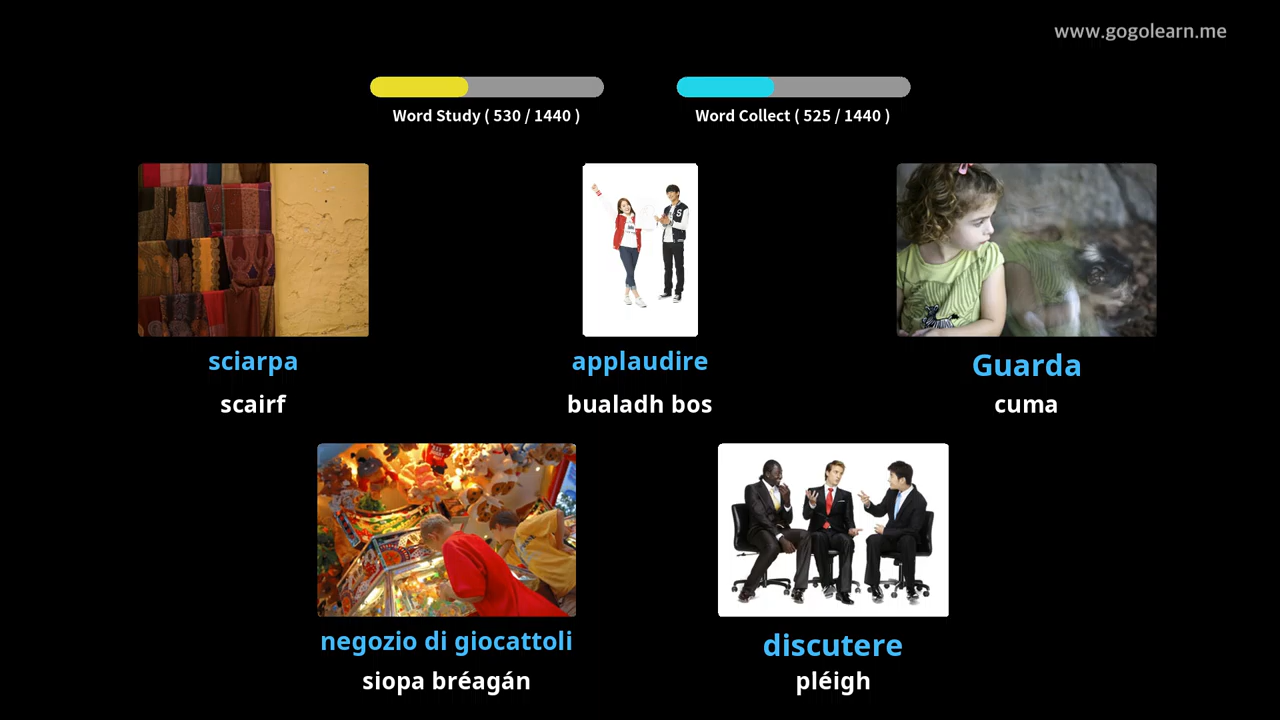 www.gogolearn.me
Word Study ( 530 / 1440 )
Word Collect ( 525 / 1440 )
sciarpa
scairf
applaudire
bualadh bos
Guarda
cuma
negozio di giocattoli
siopa bréagán
discutere
pléigh